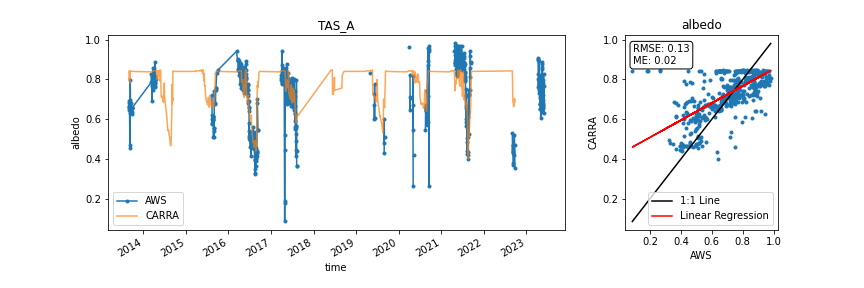 TAS_A
albedo
1.0
0.8
0.6
0.4
0.2
AWS
CARRA
2014
2015
2016
2017
2018
2019
2020
2021
2022
2023
time
albedo
RMSE: 0.13
ME: 0.02
CARRA
1.0
0.8
0.6
0.4
0.2
1:1 Line
Linear Regression
0.2
0.4
0.6
0.8
1.0
AWS